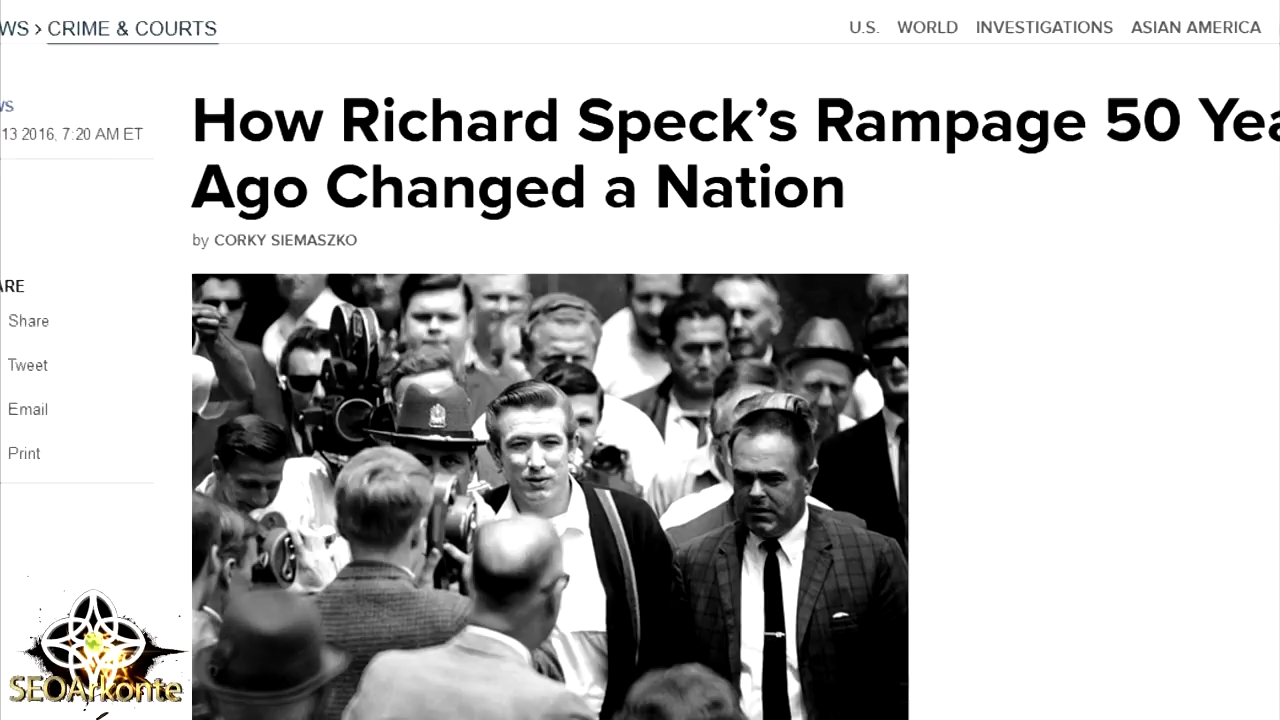 WS > CRIME & COURTS
U.S. WORLD INVESTIGATIONS ASIAN AMERICA
WS
13 2016, 7:20 AM ET
How Richard Speck's Rampage 50 Yea
Ago Changed a Nation
by CORKY SIEMASZKO
ARE
Share
Tweet
Email
Print
SEOArkonte